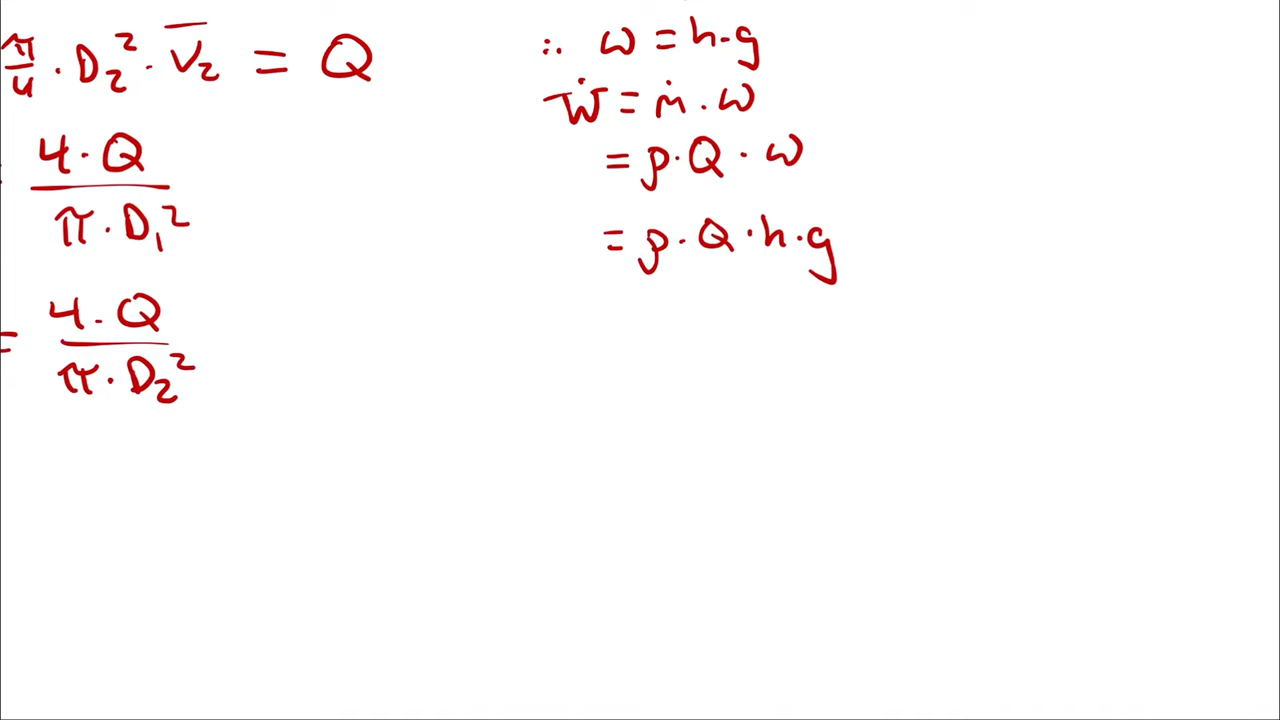 π/4 · D₂² · V̅₂ = Q
= 4 · Q / π · D₁²
= 4 · Q / π · D₂²
∴ w = h · g
Ẇ = ṁ · w
= ρ · Q · w
= ρ · Q · h · g